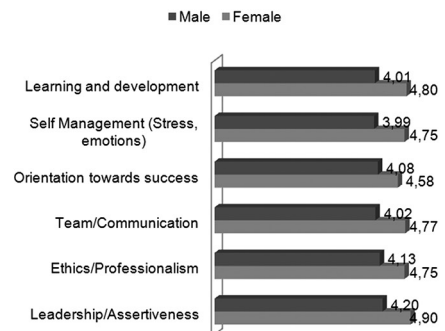 Male Female
Learning and development
4,01
4,80
Self Management (Stress,
emotions)
3,99
4,75
Orientation towards success
4,08
4,58
Team/Communication
4,02
4,77
Ethics/Professionalism
4,13
4,75
Leadership/Assertiveness
4,20
4,90